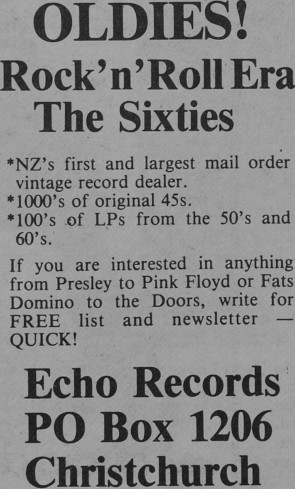 OLDIES!
Rock'n'Roll Era
The Sixties
*NZ's first and largest mail order
vintage record dealer.
*1000's of original 45s.
*100's of LPs from the 50's and
60's.
If you are interested in anything
from Presley to Pink Floyd or Fats
Domino to the Doors, write for
FREE list and newsletter —
QUICK!
Echo Records
PO Box 1206
Christchurch